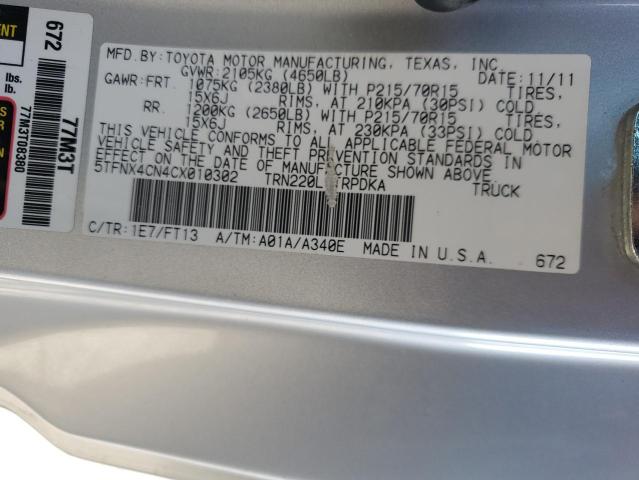 MFD.BY:TOYOTA MOTOR MANUFACTURING, TEXAS, INC.
GVWR:2105KG (4650LB) DATE:11/11
GAWR:FRT. 1075KG (2380LB) WITH P215/70R15 TIRES,
15X6J RIMS, AT 210KPA (30PSI) COLD
RR. 1200KG (2650LB) WITH P215/70R15 TIRES,
15X6J RIMS, AT 230KPA (33PSI) COLD
THIS VEHICLE CONFORMS TO ALL APPLICABLE FEDERAL MOTOR
VEHICLE SAFETY AND THEFT PREVENTION STANDARDS IN
EFFECT ON THE DATE OF MANUFACTURE SHOWN ABOVE.
5TFNX4CN4CX010302 TRN220L TRPDKA TRUCK
C/TR:1E7/FT13 A/TM:A01A/A340E MADE IN U.S.A.
672
672
77M3T
77M3T08380
lbs.
lb.